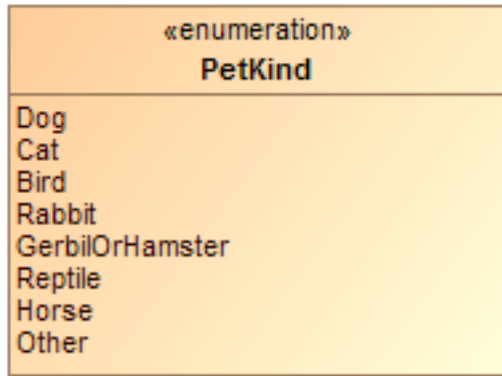 «enumeration»
PetKind
Dog
Cat
Bird
Rabbit
GerbilOrHamster
Reptile
Horse
Other